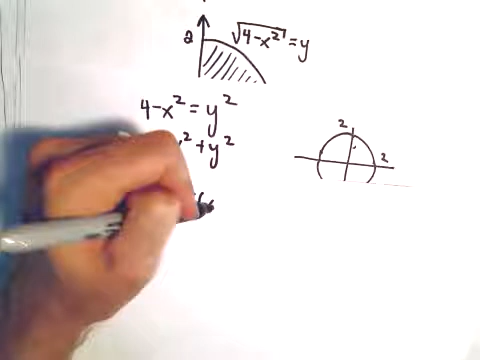 2 √4-x² = y
4-x² = y²
² + y²
2
2